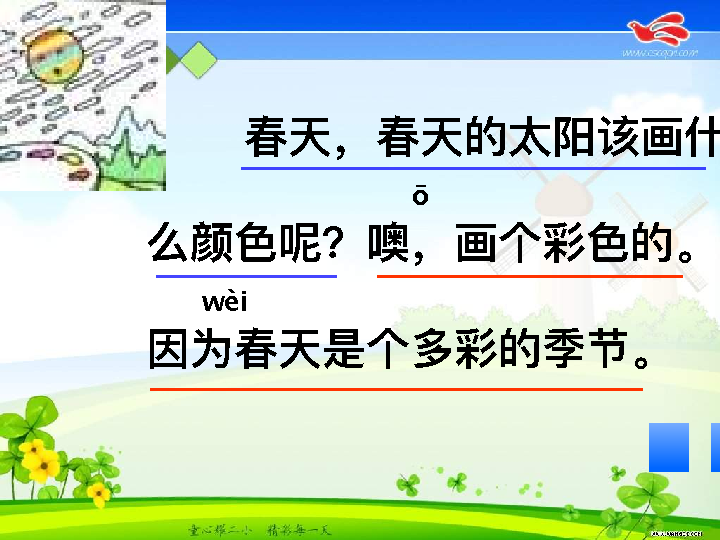 www.cscqcn.com
春天，春天的太阳该画什
ō
么颜色呢？噢，画个彩色的。
wèi
因为春天是个多彩的季节。
童心耀二小 精彩每一天